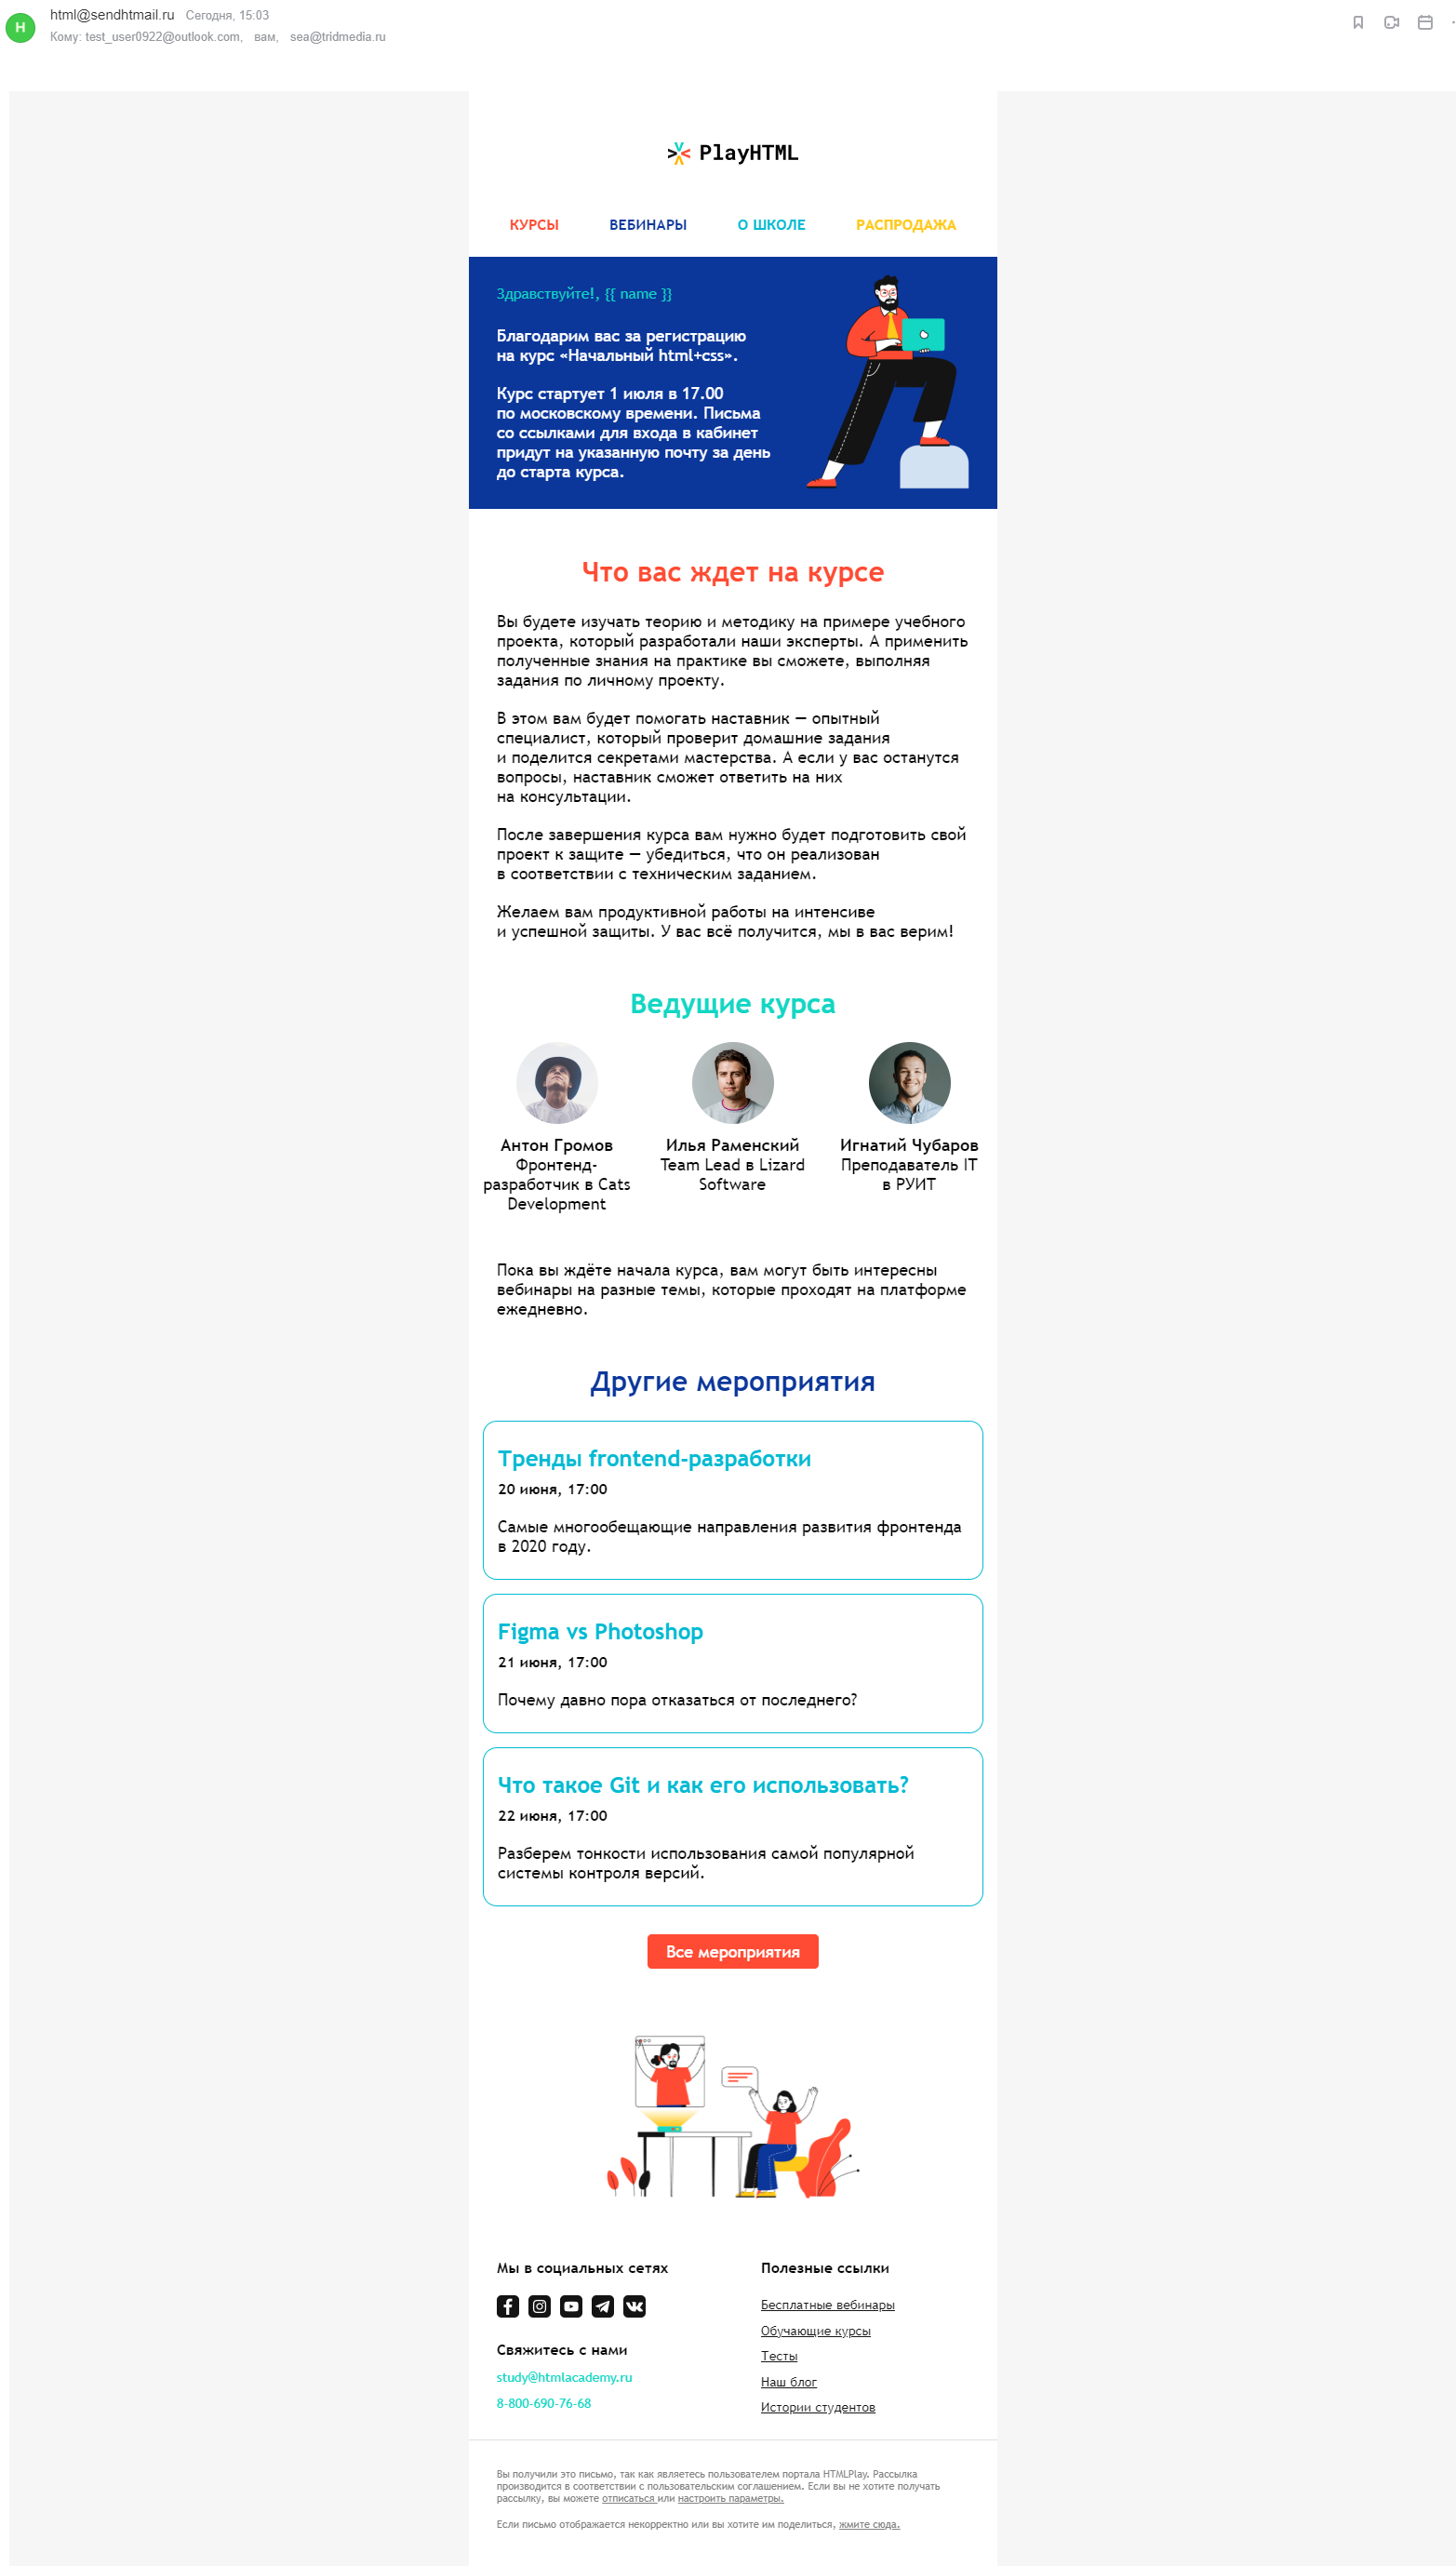 H
html@sendhtmail.ru Сегодня, 15:03
Кому: test_user0922@outlook.com, вам, sea@tridmedia.ru
PlayHTML
КУРСЫ ВЕБИНАРЫ О ШКОЛЕ РАСПРОДАЖА
Здравствуйте!, {{ name }}
Благодарим вас за регистрацию
на курс «Начальный html+css».
Курс стартует 1 июля в 17.00
по московскому времени. Письма
со ссылками для входа в кабинет
придут на указанную почту за день
до старта курса.
Что вас ждет на курсе
Вы будете изучать теорию и методику на примере учебного
проекта, который разработали наши эксперты. А применить
полученные знания на практике вы сможете, выполняя
задания по личному проекту.
В этом вам будет помогать наставник — опытный
специалист, который проверит домашние задания
и поделится секретами мастерства. А если у вас останутся
вопросы, наставник сможет ответить на них
на консультации.
После завершения курса вам нужно будет подготовить свой
проект к защите — убедиться, что он реализован
в соответствии с техническим заданием.
Желаем вам продуктивной работы на интенсиве
и успешной защиты. У вас всё получится, мы в вас верим!
Ведущие курса
Антон Громов
Фронтенд-
разработчик в Cats
Development
Илья Раменский
Team Lead в Lizard
Software
Игнатий Чубаров
Преподаватель IT
в РУИТ
Пока вы ждёте начала курса, вам могут быть интересны
вебинары на разные темы, которые проходят на платформе
ежедневно.
Другие мероприятия
Тренды frontend-разработки
20 июня, 17:00
Самые многообещающие направления развития фронтенда
в 2020 году.
Figma vs Photoshop
21 июня, 17:00
Почему давно пора отказаться от последнего?
Что такое Git и как его использовать?
22 июня, 17:00
Разберем тонкости использования самой популярной
системы контроля версий.
Все мероприятия
Мы в социальных сетях
Свяжитесь с нами
study@htmlacademy.ru
8-800-690-76-68
Полезные ссылки
Бесплатные вебинары
Обучающие курсы
Тесты
Наш блог
Истории студентов
Вы получили это письмо, так как являетесь пользователем портала HTMLPlay. Рассылка
производится в соответствии с пользовательским соглашением. Если вы не хотите получать
рассылку, вы можете отписаться или настроить параметры.
Если письмо отображается некорректно или вы хотите им поделиться, жмите сюда.